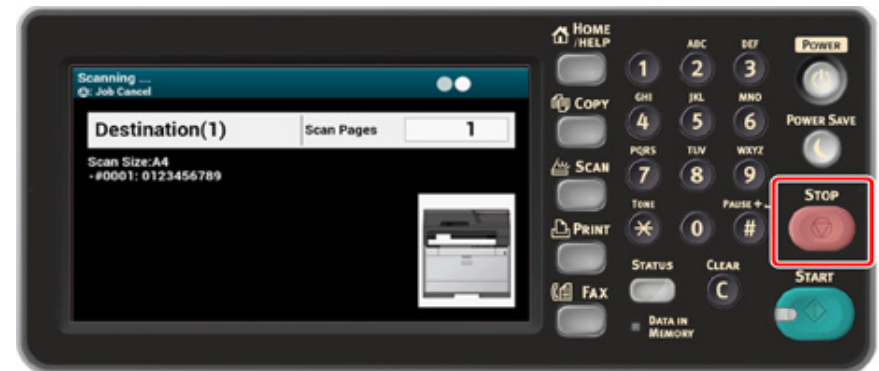 Scanning ....
: Job Cancel
Destination(1)
Scan Pages
1
Scan Size:A4
-#0001: 0123456789
HOME
/HELP
COPY
SCAN
PRINT
FAX
1
ABC
2
DEF
3
GHI
4
JKL
5
MNO
6
PQRS
7
TUV
8
WXYZ
9
TONE
0
PAUSE + -
#
STATUS
CLEAR
C
DATA IN
MEMORY
POWER
POWER SAVE
STOP
START